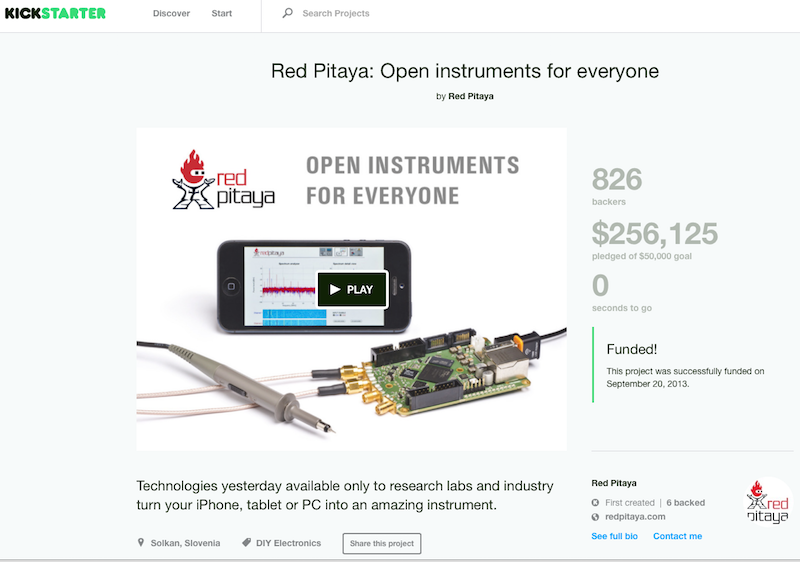 KICKSTARTER
Discover
Start
Search Projects
Red Pitaya: Open instruments for everyone
by Red Pitaya
red
pitaya
OPEN INSTRUMENTS
FOR EVERYONE
redpitaya
PLAY
826
backers
$256,125
pledged of $50,000 goal
0
seconds to go
Funded!
This project was successfully funded on
September 20, 2013.
Technologies yesterday available only to research labs and industry
turn your iPhone, tablet or PC into an amazing instrument.
Solkan, Slovenia
DIY Electronics
Share this project
Red Pitaya
First created | 6 backed
redpitaya.com
See full bio
Contact me
red
pitaya